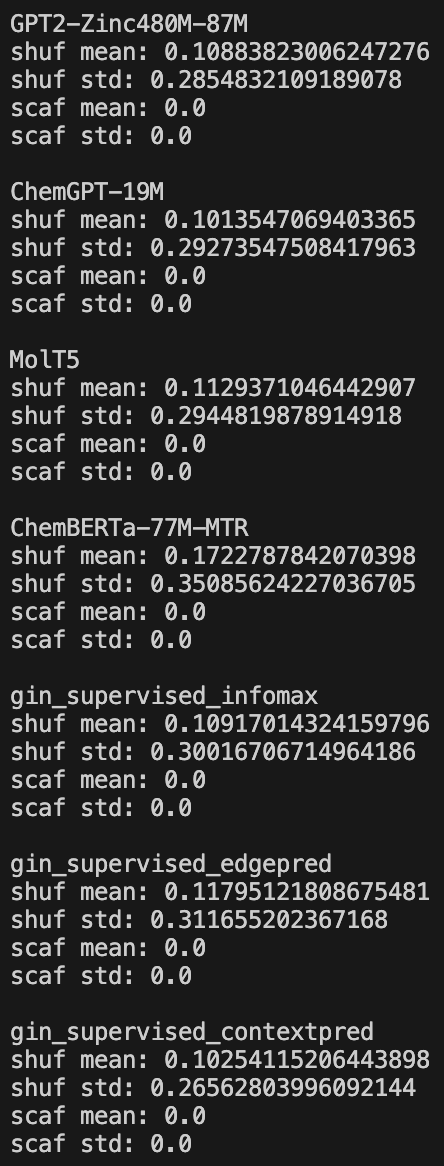 GPT2-Zinc480M-87M
shuf mean: 0.10883823006247276
shuf std: 0.2854832109189078
scaf mean: 0.0
scaf std: 0.0
ChemGPT-19M
shuf mean: 0.1013547069403365
shuf std: 0.29273547508417963
scaf mean: 0.0
scaf std: 0.0
MolT5
shuf mean: 0.1129371046442907
shuf std: 0.2944819878914918
scaf mean: 0.0
scaf std: 0.0
ChemBERTa-77M-MTR
shuf mean: 0.1722787842070398
shuf std: 0.35085624227036705
scaf mean: 0.0
scaf std: 0.0
gin_supervised_infomax
shuf mean: 0.10917014324159796
shuf std: 0.30016706714964186
scaf mean: 0.0
scaf std: 0.0
gin_supervised_edgepred
shuf mean: 0.11795121808675481
shuf std: 0.311655202367168
scaf mean: 0.0
scaf std: 0.0
gin_supervised_contextpred
shuf mean: 0.10254115206443898
shuf std: 0.26562803996092144
scaf mean: 0.0
scaf std: 0.0